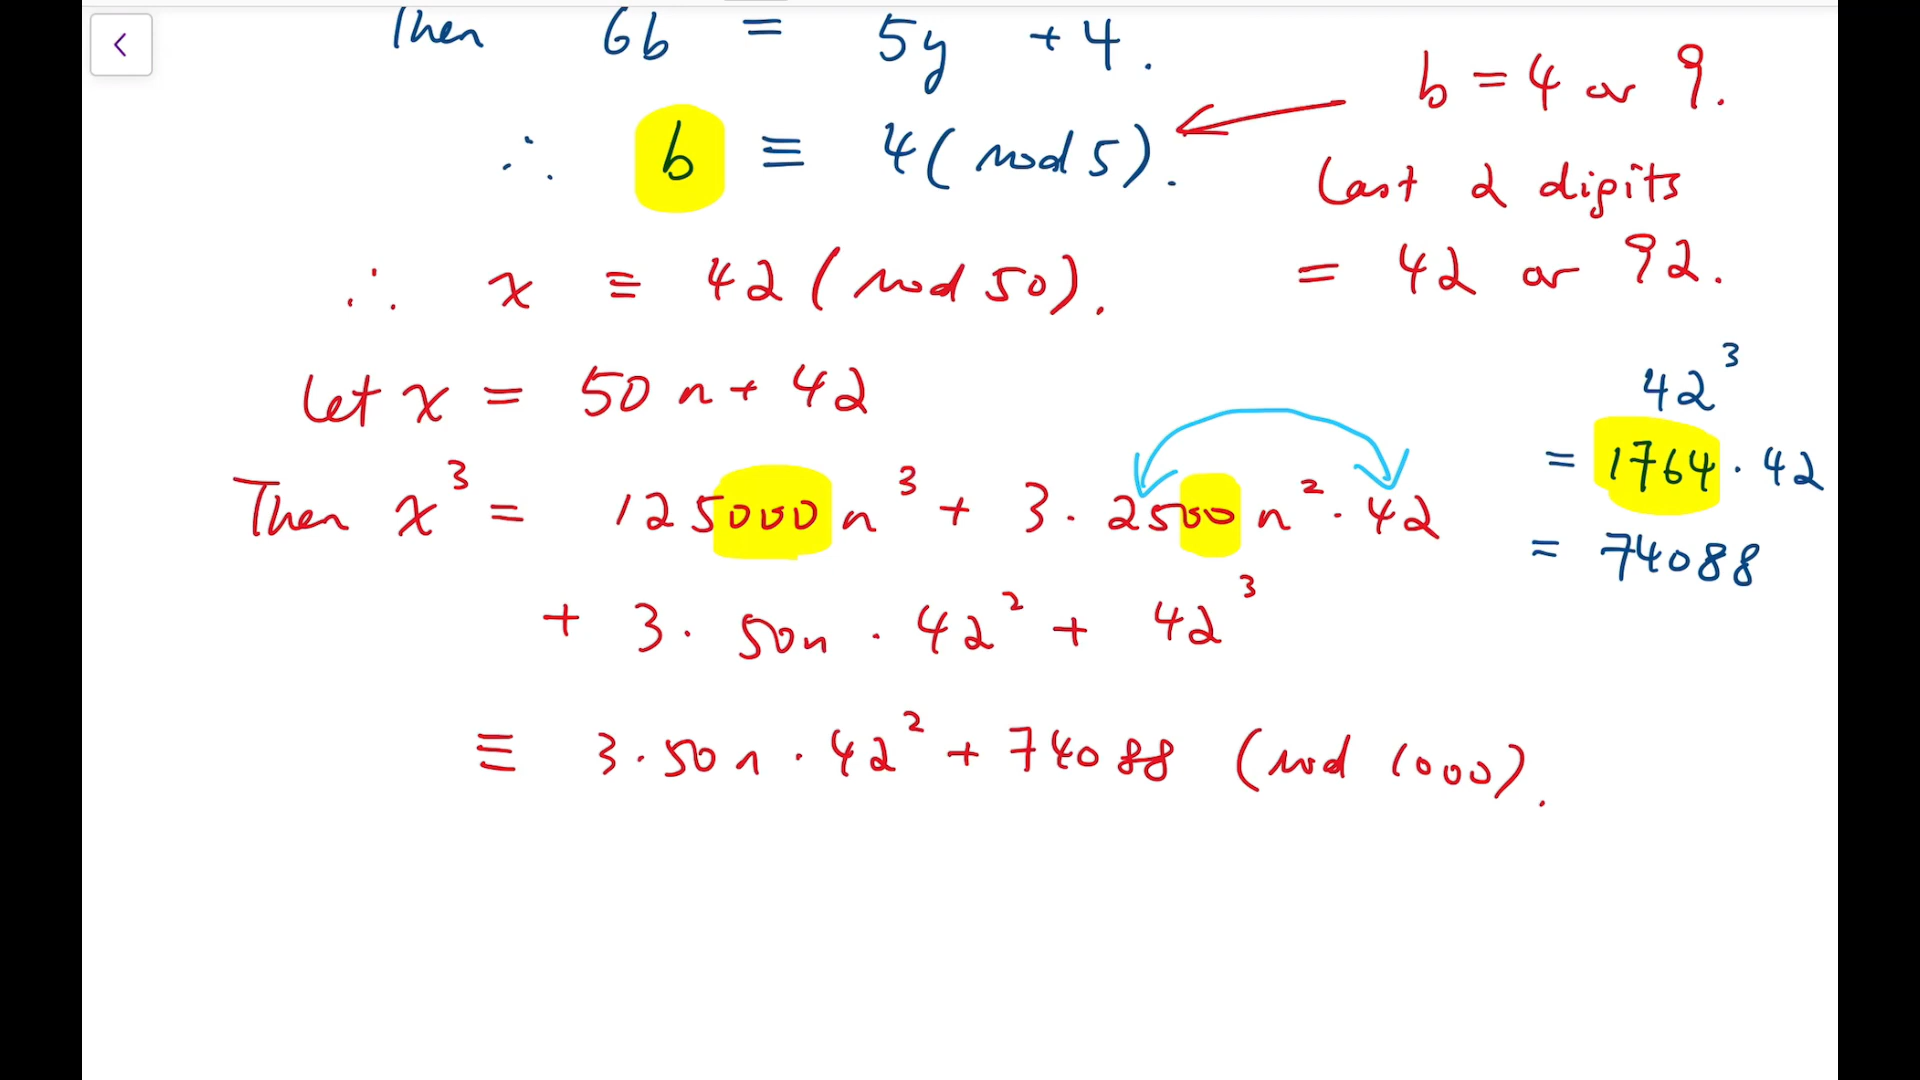 Then 6b = 5y + 4.
b = 4 or 9.
∴ b ≡ 4 (mod 5).
Last 2 digits
= 42 or 92.
∴ x ≡ 42 (mod 50).
Let x = 50n + 42
42³
= 1764 · 42
= 74088
Then x³ = 125000n³ + 3 · 2500n² · 42
+ 3 · 50n · 42² + 42³
≡ 3 · 50n · 42² + 74088 (mod 1000).